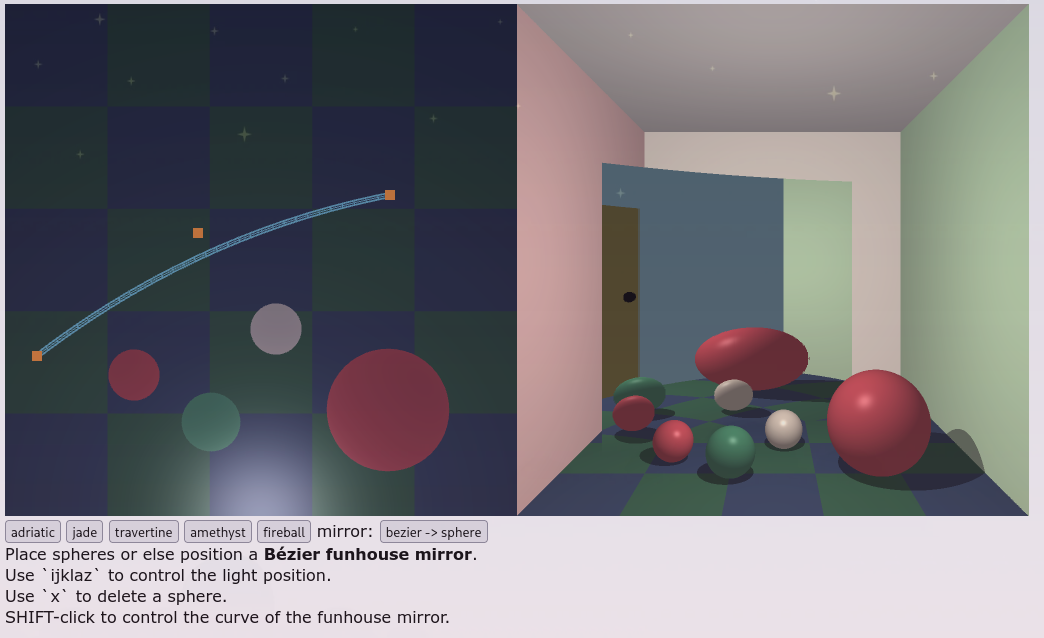 adriatic jade travertine amethyst fireball mirror: bezier -> sphere
Place spheres or else position a Bézier funhouse mirror.
Use `ijklaz` to control the light position.
Use `x` to delete a sphere.
SHIFT-click to control the curve of the funhouse mirror.